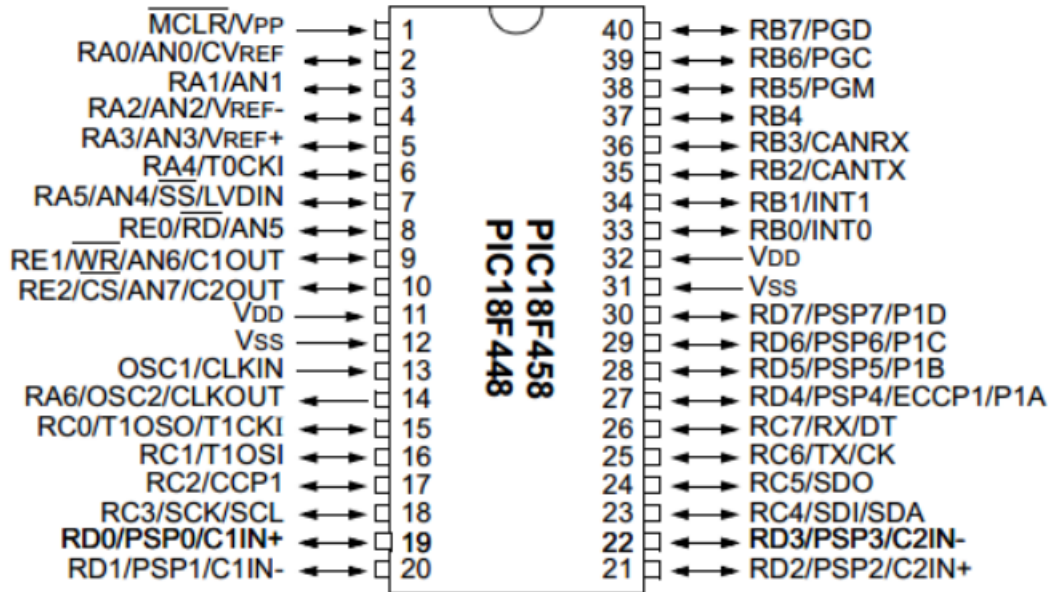 MCLR/VPP 1
RA0/AN0/CVREF 2
RA1/AN1 3
RA2/AN2/VREF- 4
RA3/AN3/VREF+ 5
RA4/T0CKI 6
RA5/AN4/SS/LVDIN 7
RE0/RD/AN5 8
RE1/WR/AN6/C1OUT 9
RE2/CS/AN7/C2OUT 10
VDD 11
VSS 12
OSC1/CLKIN 13
RA6/OSC2/CLKOUT 14
RC0/T1OSO/T1CKI 15
RC1/T1OSI 16
RC2/CCP1 17
RC3/SCK/SCL 18
RD0/PSP0/C1IN+ 19
RD1/PSP1/C1IN- 20
PIC18F458
PIC18F448
40 RB7/PGD
39 RB6/PGC
38 RB5/PGM
37 RB4
36 RB3/CANRX
35 RB2/CANTX
34 RB1/INT1
33 RB0/INT0
32 VDD
31 VSS
30 RD7/PSP7/P1D
29 RD6/PSP6/P1C
28 RD5/PSP5/P1B
27 RD4/PSP4/ECCP1/P1A
26 RC7/RX/DT
25 RC6/TX/CK
24 RC5/SDO
23 RC4/SDI/SDA
22 RD3/PSP3/C2IN-
21 RD2/PSP2/C2IN+